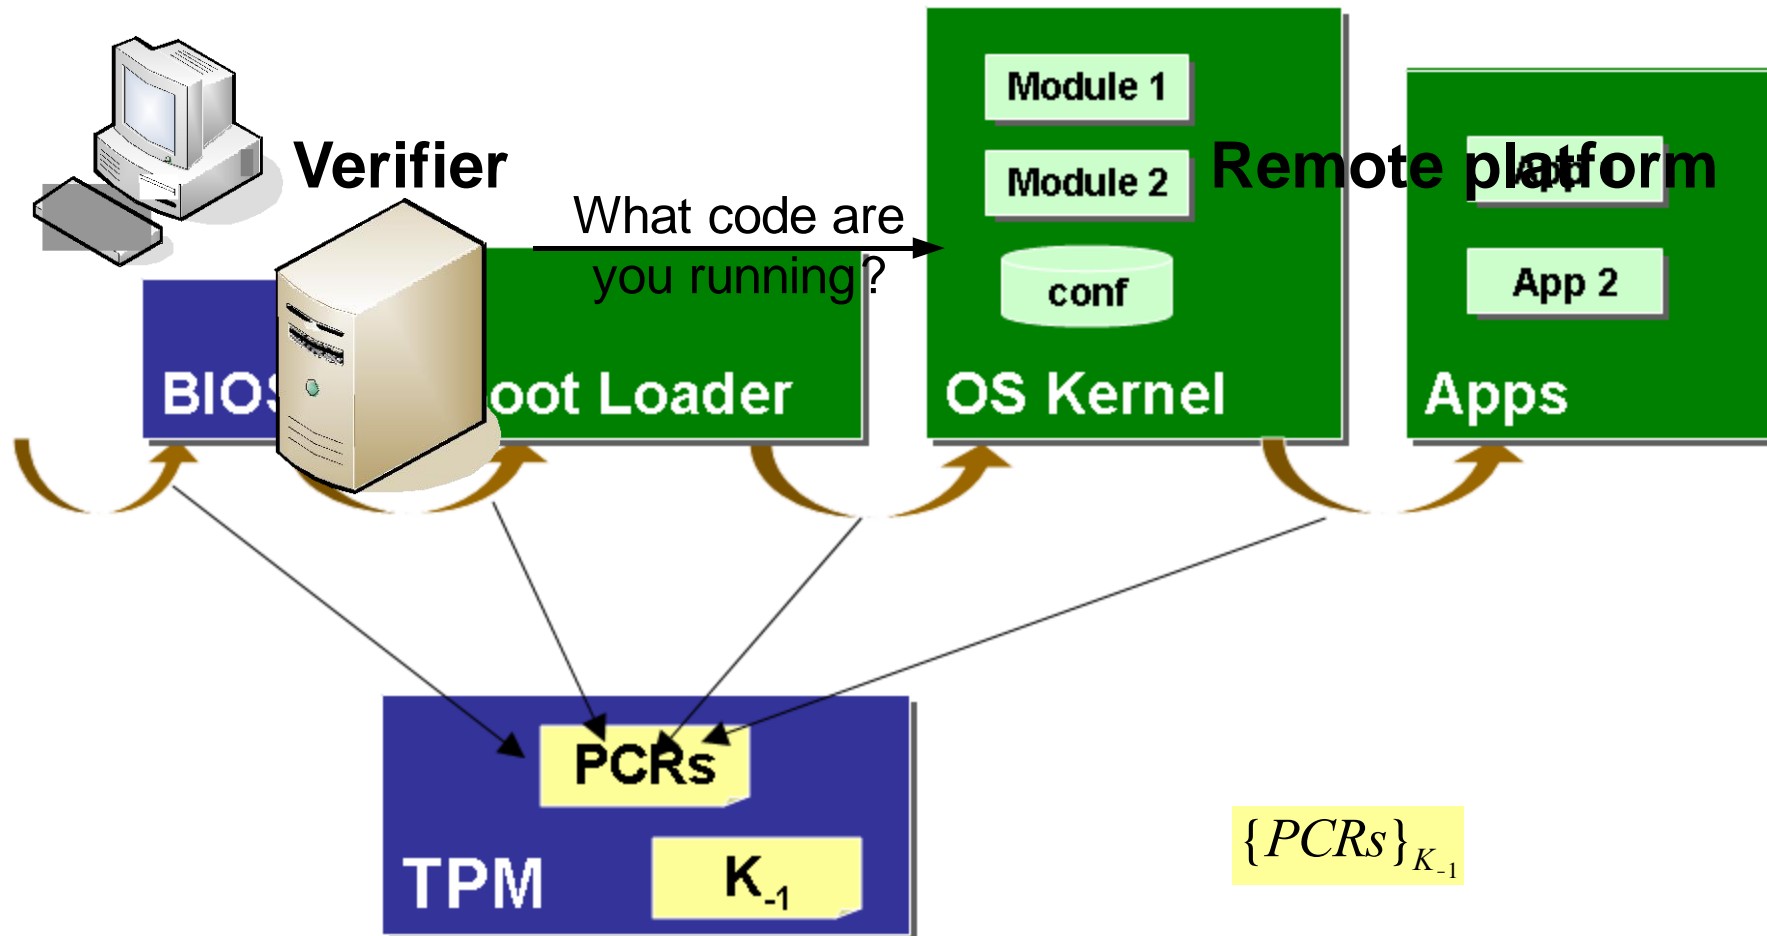 Verifier
What code are
you running?
Remote platform
Module 1
Module 2
conf
App 2
oot Loader
OS Kernel
Apps
PCRs
TPM
K-1
{PCRs}K-1